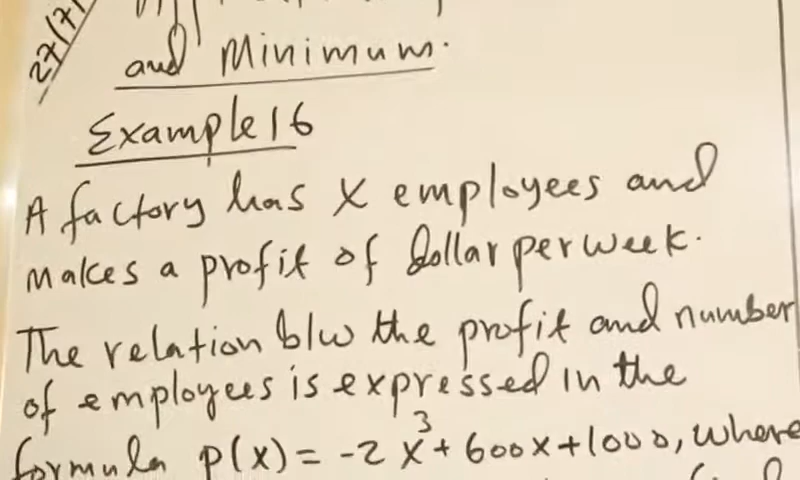 27/7/
and Minimum.
Example 16
A factory has x employees and
makes a profit of dollar per week.
The relation b/w the profit and number
of employees is expressed in the
formula p(x) = -2x³ + 600x + 1000, where